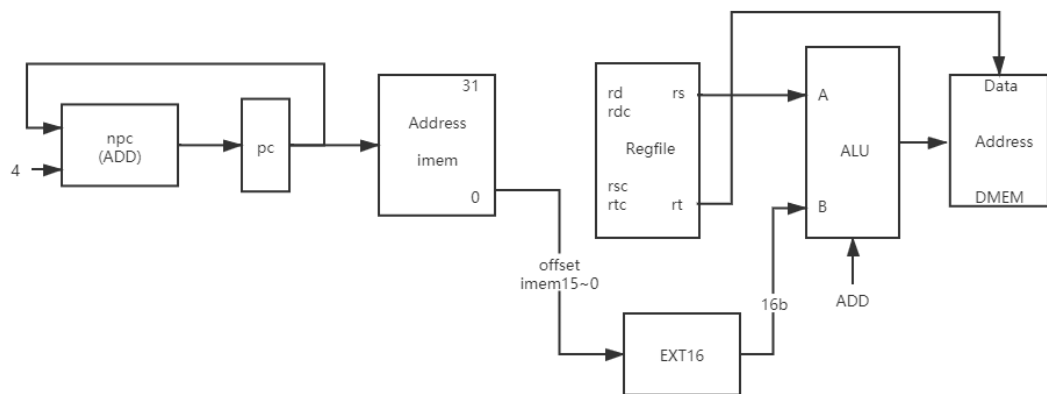 npc
(ADD)
4
pc
31
Address
imem
0
offset
imem15~0
rd
rs
rdc
Regfile
rsc
rtc
rt
EXT16
16b
A
ALU
B
ADD
Data
Address
DMEM